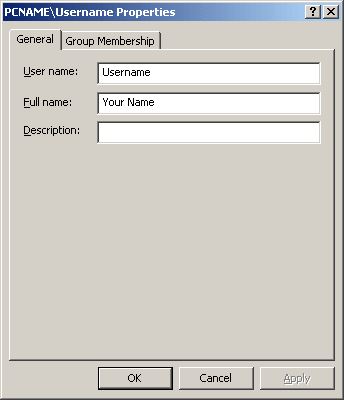 PCNAME\Username Properties
General Group Membership
User name: Username
Full name: Your Name
Description:
OK Cancel Apply